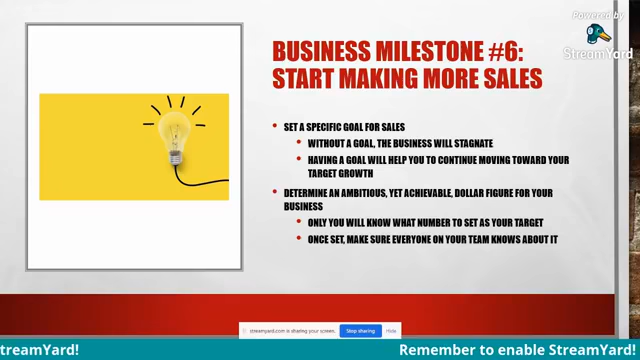 Powered by
StreamYard
BUSINESS MILESTONE #6:
START MAKING MORE SALES
• SET A SPECIFIC GOAL FOR SALES
• WITHOUT A GOAL, THE BUSINESS WILL STAGNATE
• HAVING A GOAL WILL HELP YOU TO CONTINUE MOVING TOWARD YOUR
TARGET GROWTH
• DETERMINE AN AMBITIOUS, YET ACHIEVABLE, DOLLAR FIGURE FOR YOUR
BUSINESS
• ONLY YOU WILL KNOW WHAT NUMBER TO SET AS YOUR TARGET
• ONCE SET, MAKE SURE EVERYONE ON YOUR TEAM KNOWS ABOUT IT
streamyard.com is sharing your screen. Stop sharing Hide
treamYard! Remember to enable StreamYard!